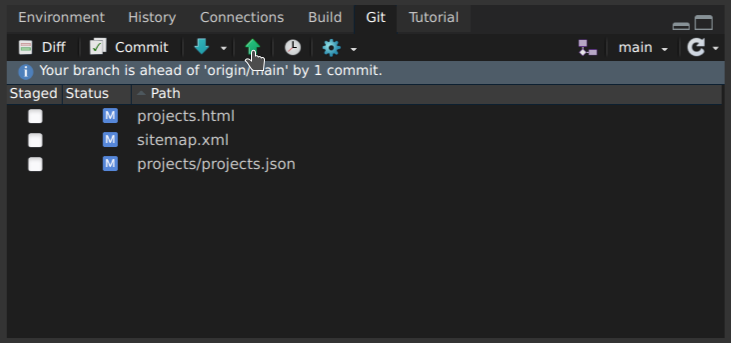 Environment History Connections Build Git Tutorial
Diff Commit main
Your branch is ahead of 'origin/main' by 1 commit.
Staged Status Path
M projects.html
M sitemap.xml
M projects/projects.json